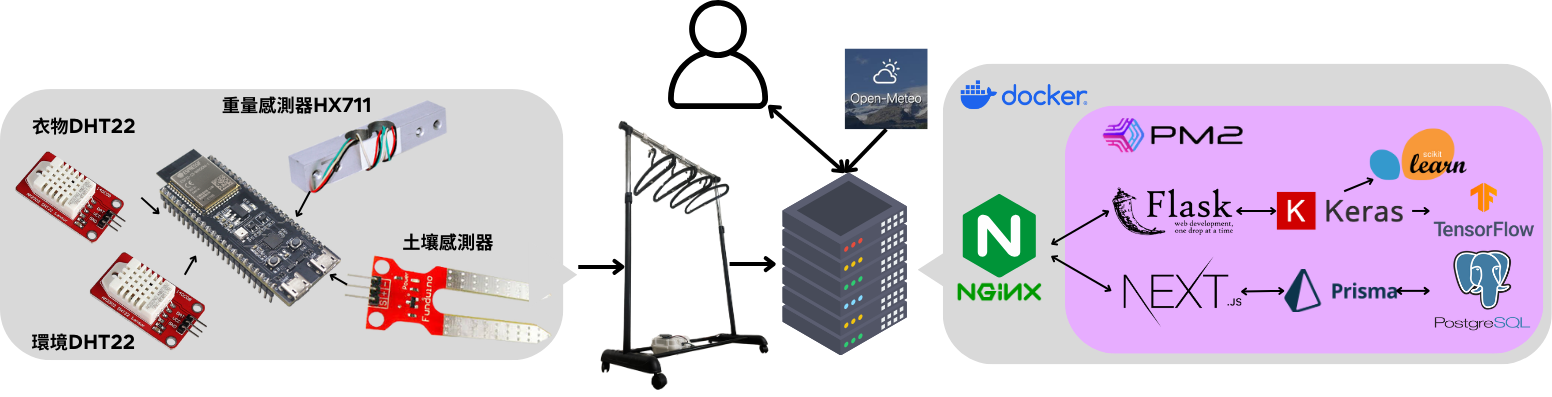 重量感測器HX711
衣物DHT22
土壤感測器
環境DHT22
Funduino
Open-Meteo
docker
PM2
NGINX
Flask
web development,
one drop at a time
K Keras
scikit
learn
TensorFlow
NEXT.JS
Prisma
PostgreSQL